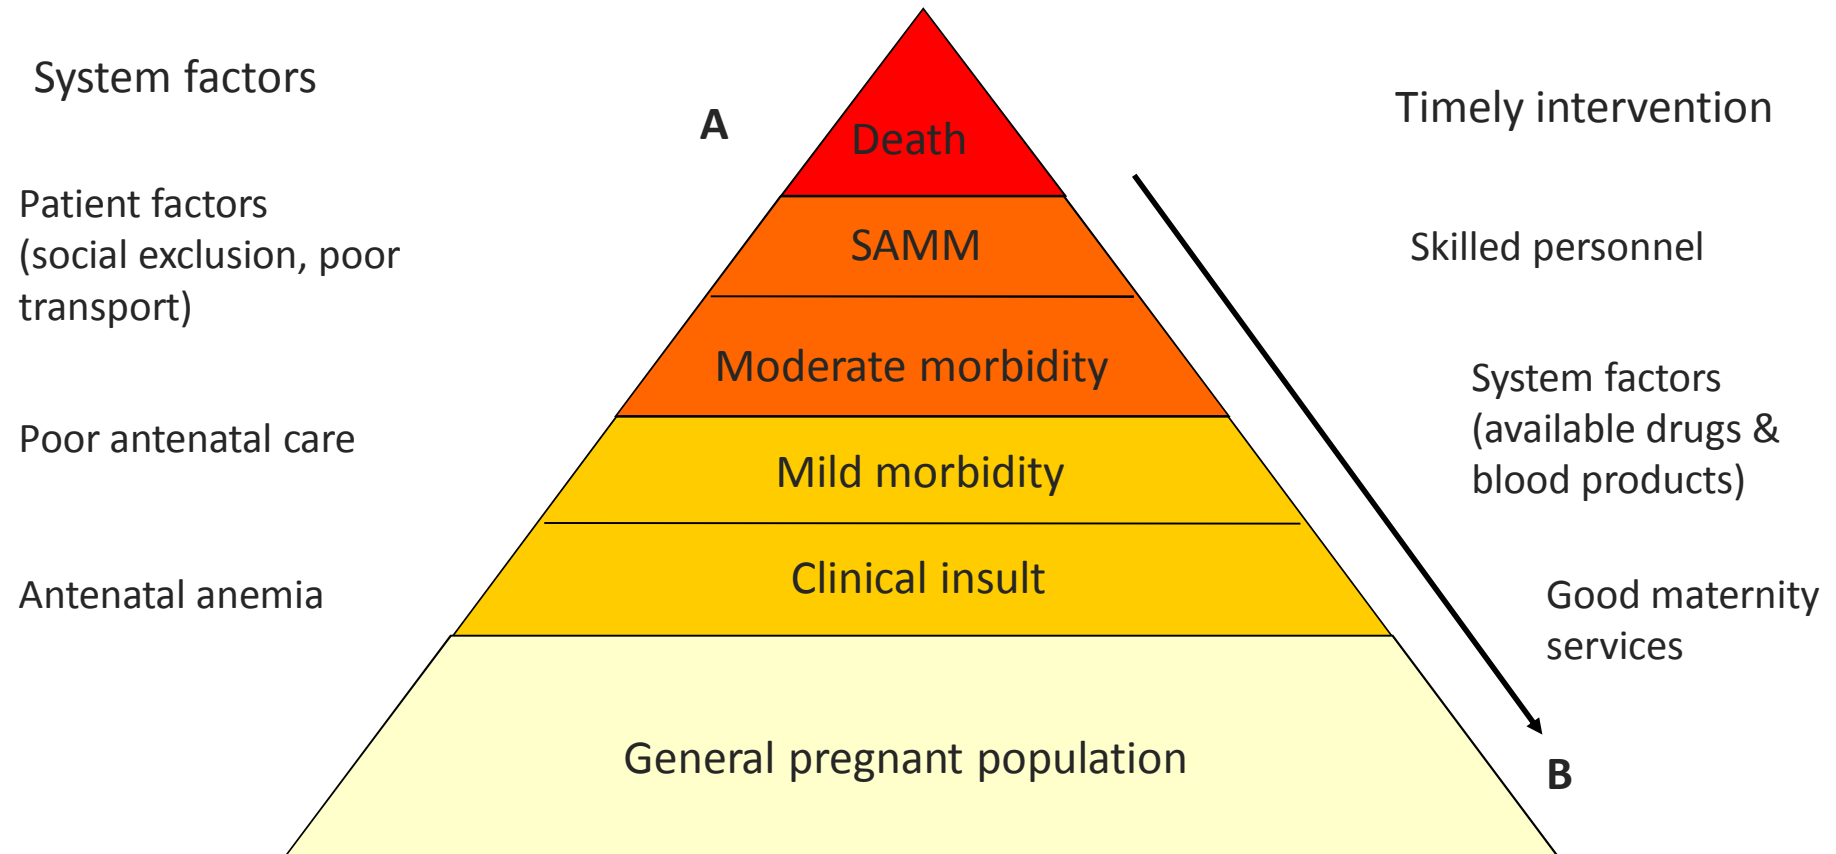 System factors
A
Death
Timely intervention
Patient factors
(social exclusion, poor
transport)
SAMM
Skilled personnel
Moderate morbidity
System factors
(available drugs &
blood products)
Poor antenatal care
Mild morbidity
Antenatal anemia
Clinical insult
Good maternity
services
General pregnant population
B